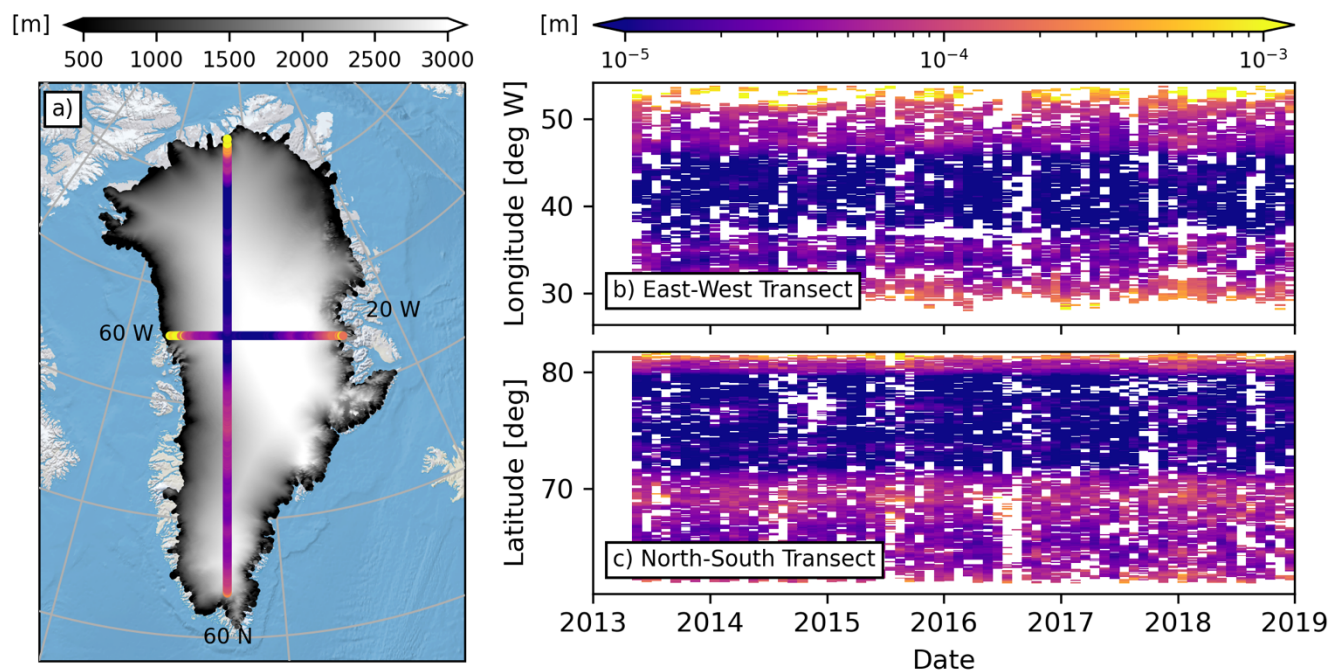 [m]
500 1000 1500 2000 2500 3000
a)
60 W
20 W
60 N
[m]
10⁻⁵ 10⁻⁴ 10⁻³
Longitude [deg W]
50
40
30
b) East-West Transect
Latitude [deg]
80
70
c) North-South Transect
2013 2014 2015 2016 2017 2018 2019
Date